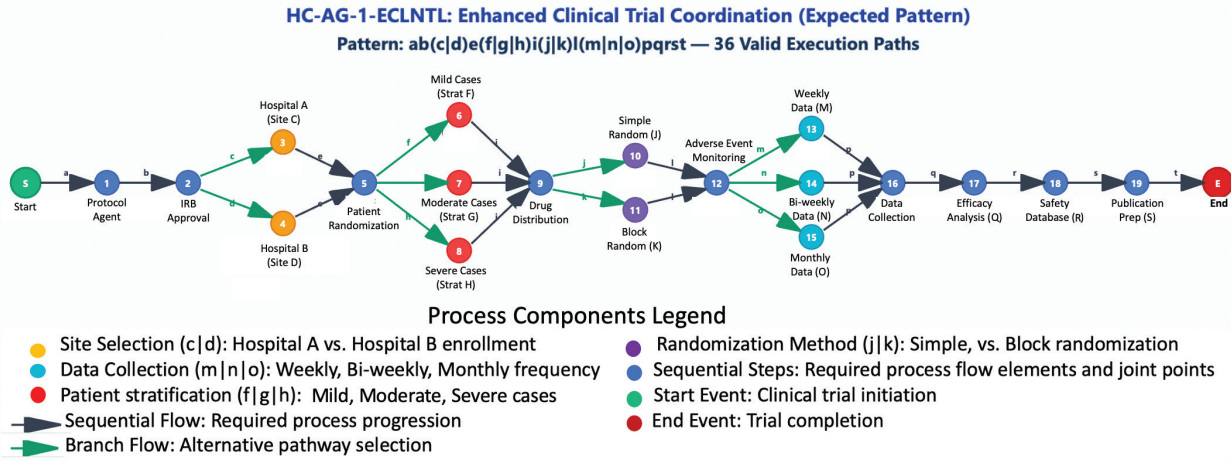 HC-AG-1-ECLNTL: Enhanced Clinical Trial Coordination (Expected Pattern)
Pattern: ab(c|d)e(f|g|h)i(j|k)l(m|n|o)pqrst — 36 Valid Execution Paths
S
Start
a
1
Protocol
Agent
b
2
IRB
Approval
c
d
Hospital A
(Site C)
3
4
Hospital B
(Site D)
e
e
5
Patient
Randomization
f
h
Mild Cases
(Strat F)
6
7
Moderate Cases
(Strat G)
8
Severe Cases
(Strat H)
i
i
i
9
Drug
Distribution
j
k
Simple
Random (J)
10
11
Block
Random (K)
l
l
Adverse Event
Monitoring
12
m
n
o
Weekly
Data (M)
13
14
Bi-weekly
Data (N)
15
Monthly
Data (O)
p
p
p
16
Data
Collection
q
17
Efficacy
Analysis (Q)
r
18
Safety
Database (R)
s
19
Publication
Prep (S)
t
E
End
Process Components Legend
Site Selection (c|d): Hospital A vs. Hospital B enrollment
Data Collection (m|n|o): Weekly, Bi-weekly, Monthly frequency
Patient stratification (f|g|h): Mild, Moderate, Severe cases
Sequential Flow: Required process progression
Branch Flow: Alternative pathway selection
Randomization Method (j|k): Simple, vs. Block randomization
Sequential Steps: Required process flow elements and joint points
Start Event: Clinical trial initiation
End Event: Trial completion